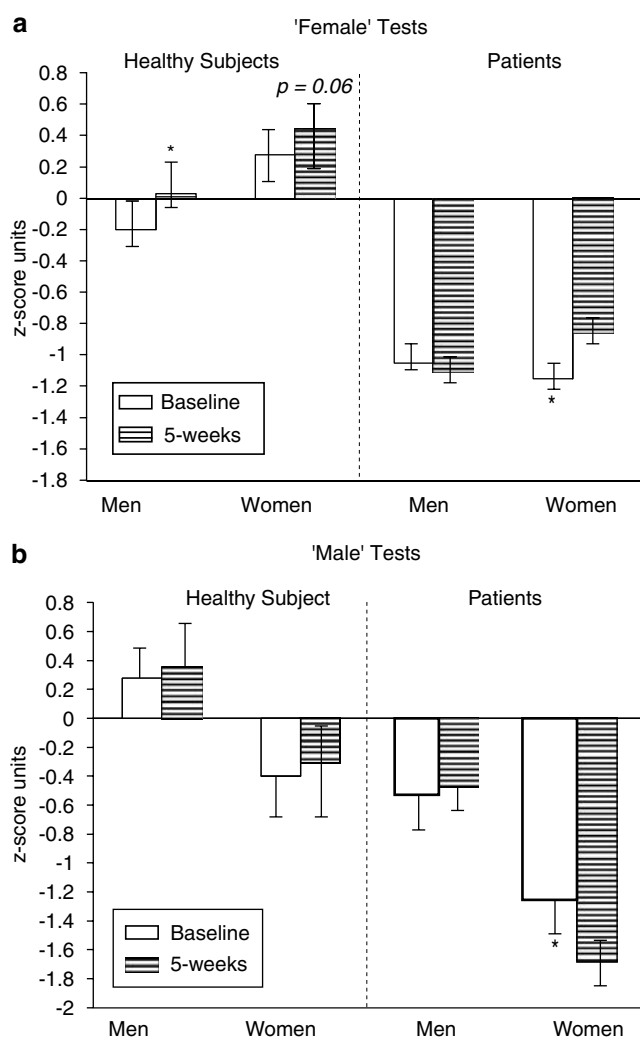 a
'Female' Tests
Healthy Subjects Patients
p = 0.06
0.8
0.6
0.4
0.2
0
-0.2
-0.4
-0.6
-0.8
-1
-1.2
-1.4
-1.6
-1.8
z-score units
*
*
Baseline
5-weeks
Men Women Men Women
b
'Male' Tests
Healthy Subject Patients
0.8
0.6
0.4
0.2
0
-0.2
-0.4
-0.6
-0.8
-1
-1.2
-1.4
-1.6
-1.8
-2
z-score units
*
Baseline
5-weeks
Men Women Men Women